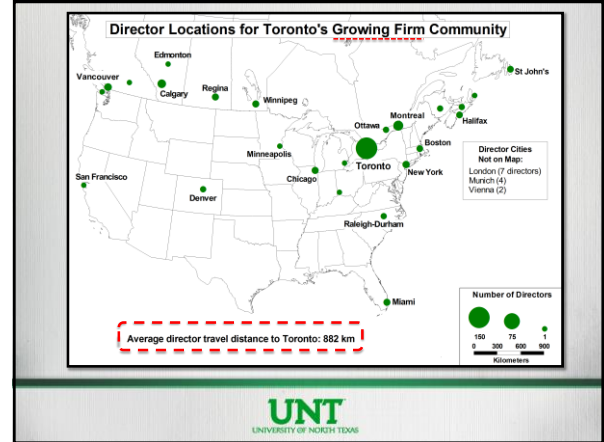 Director Locations for Toronto's Growing Firm Community
Edmonton
Vancouver
Calgary
Regina
Winnipeg
St John's
Ottawa
Montreal
Halifax
Minneapolis
Toronto
Boston
Director Cities
Not on Map:
London (7 directors)
Munich (4)
Vienna (2)
San Francisco
Chicago
New York
Denver
Raleigh-Durham
Miami
Number of Directors
150 75 1
0 300 600 900
Kilometers
Average director travel distance to Toronto: 882 km
UNT
UNIVERSITY OF NORTH TEXAS